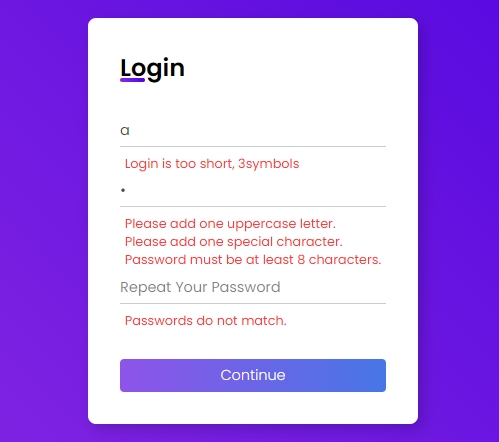 Login
a
Login is too short, 3symbols
•
Please add one uppercase letter.
Please add one special character.
Password must be at least 8 characters.
Repeat Your Password
Passwords do not match.
Continue